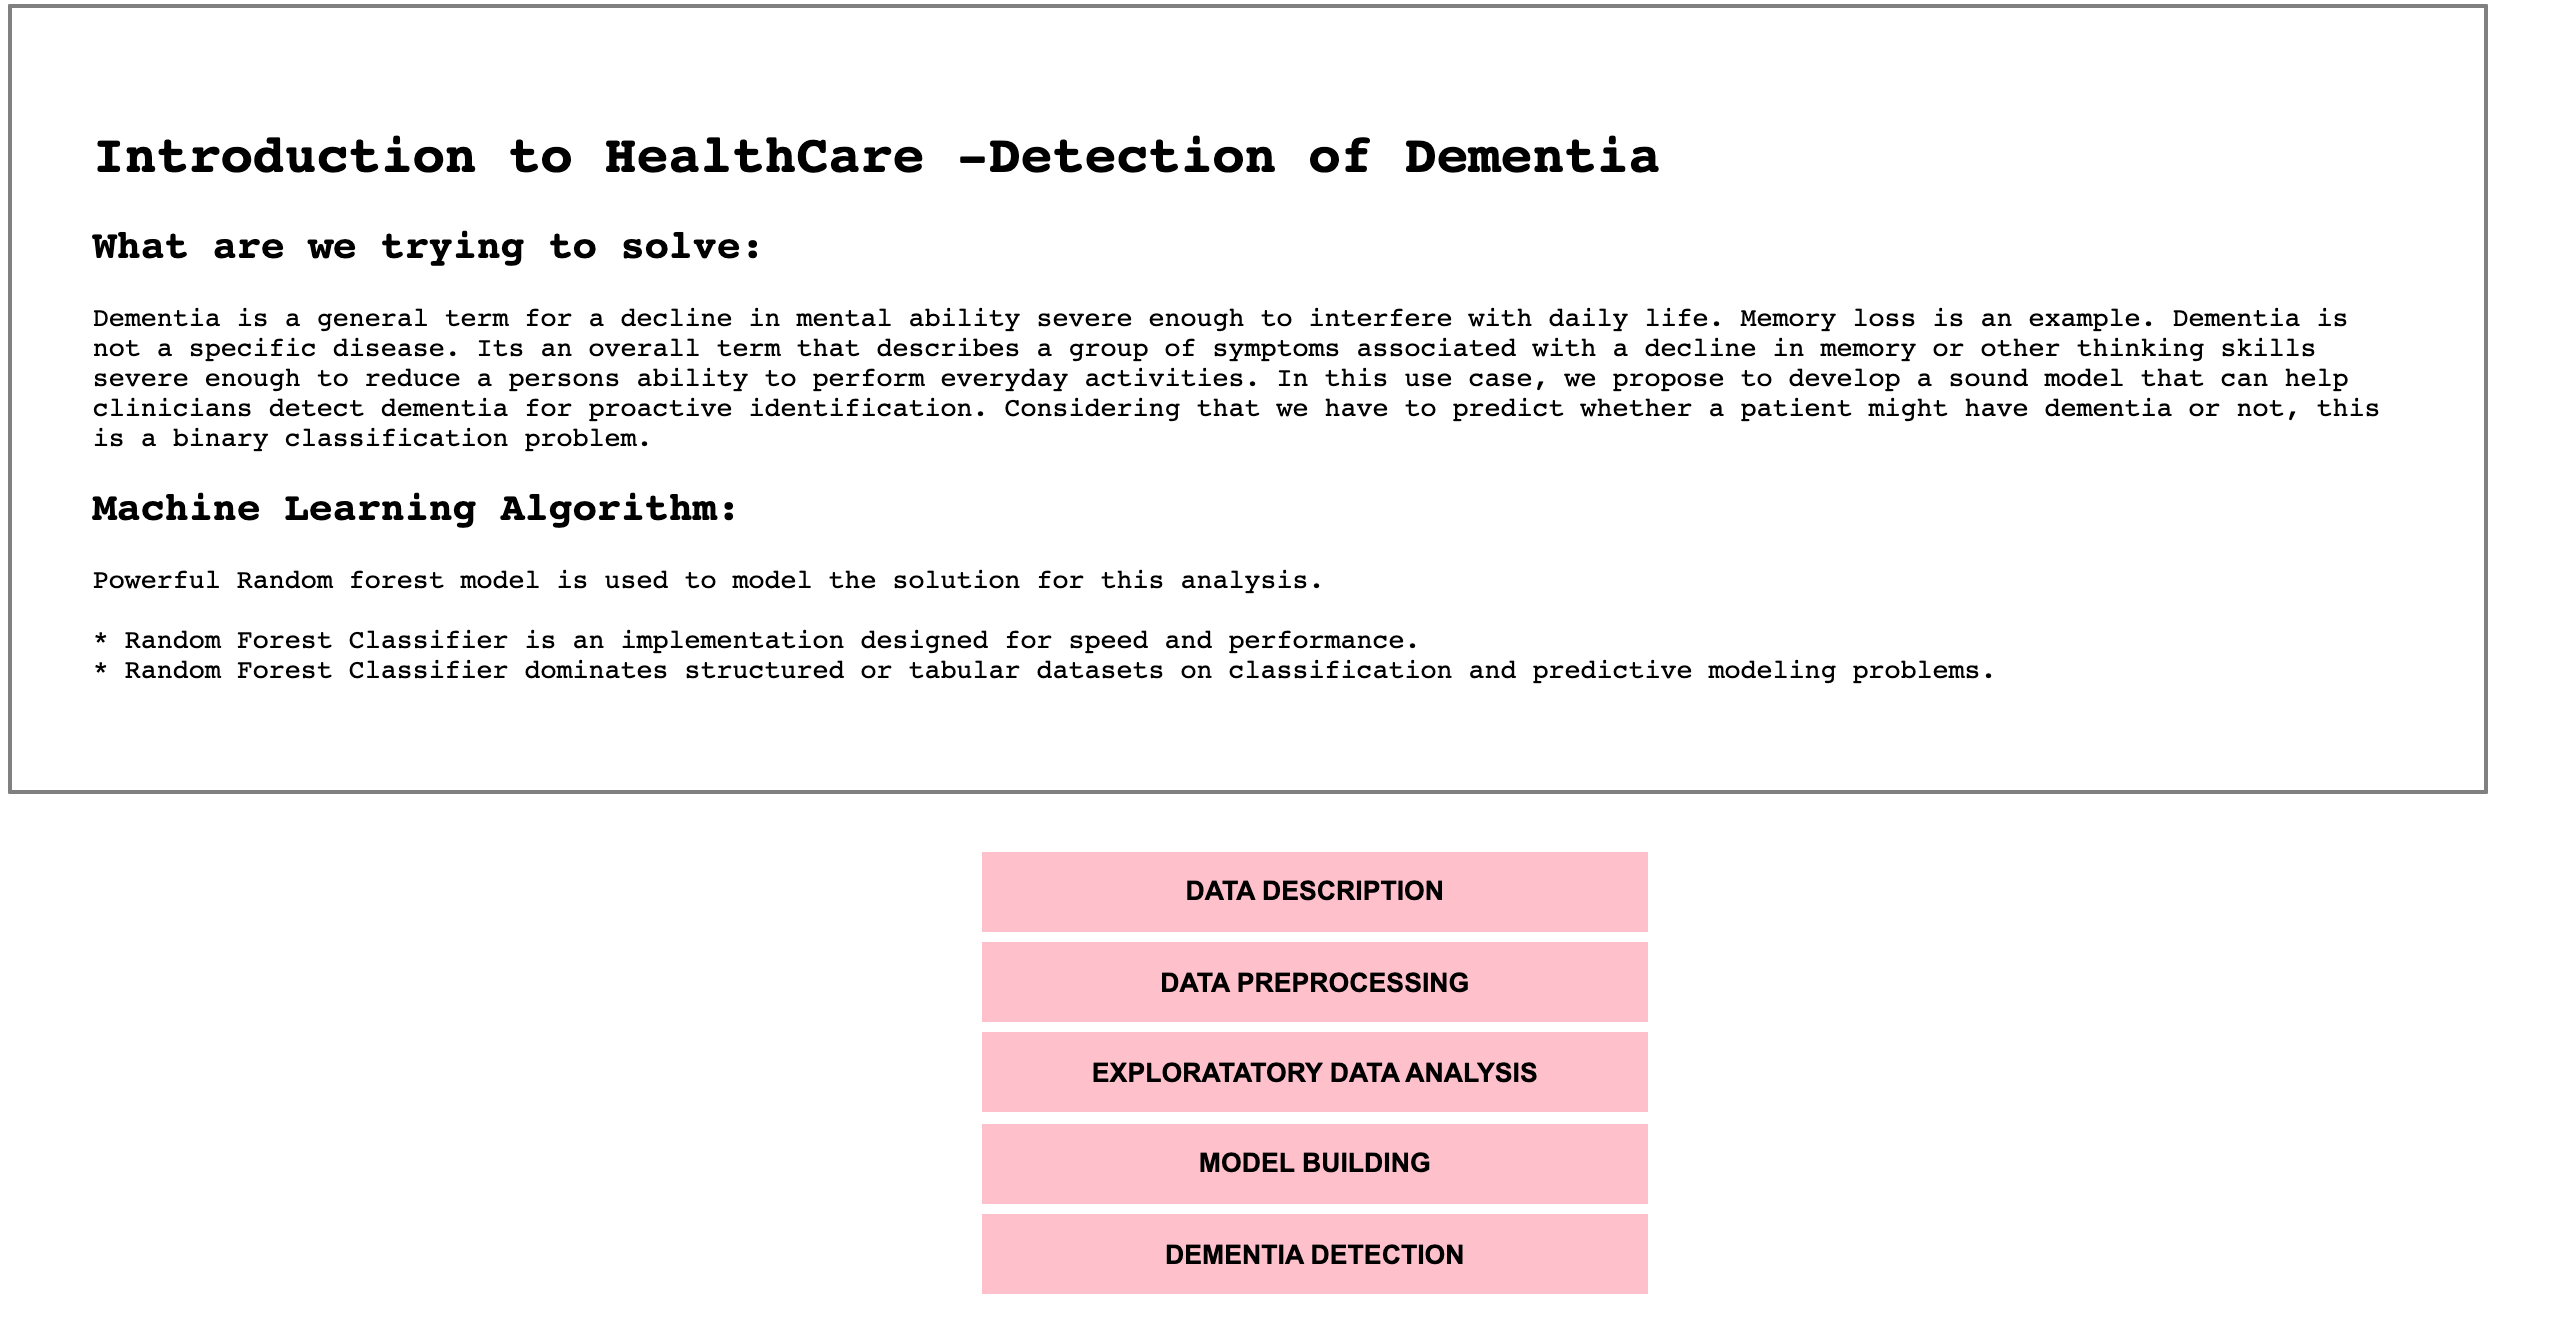 Introduction to HealthCare -Detection of Dementia
What are we trying to solve:
Dementia is a general term for a decline in mental ability severe enough to interfere with daily life. Memory loss is an example. Dementia is
not a specific disease. Its an overall term that describes a group of symptoms associated with a decline in memory or other thinking skills
severe enough to reduce a persons ability to perform everyday activities. In this use case, we propose to develop a sound model that can help
clinicians detect dementia for proactive identification. Considering that we have to predict whether a patient might have dementia or not, this
is a binary classification problem.
Machine Learning Algorithm:
Powerful Random forest model is used to model the solution for this analysis.
* Random Forest Classifier is an implementation designed for speed and performance.
* Random Forest Classifier dominates structured or tabular datasets on classification and predictive modeling problems.
DATA DESCRIPTION
DATA PREPROCESSING
EXPLORATATORY DATA ANALYSIS
MODEL BUILDING
DEMENTIA DETECTION